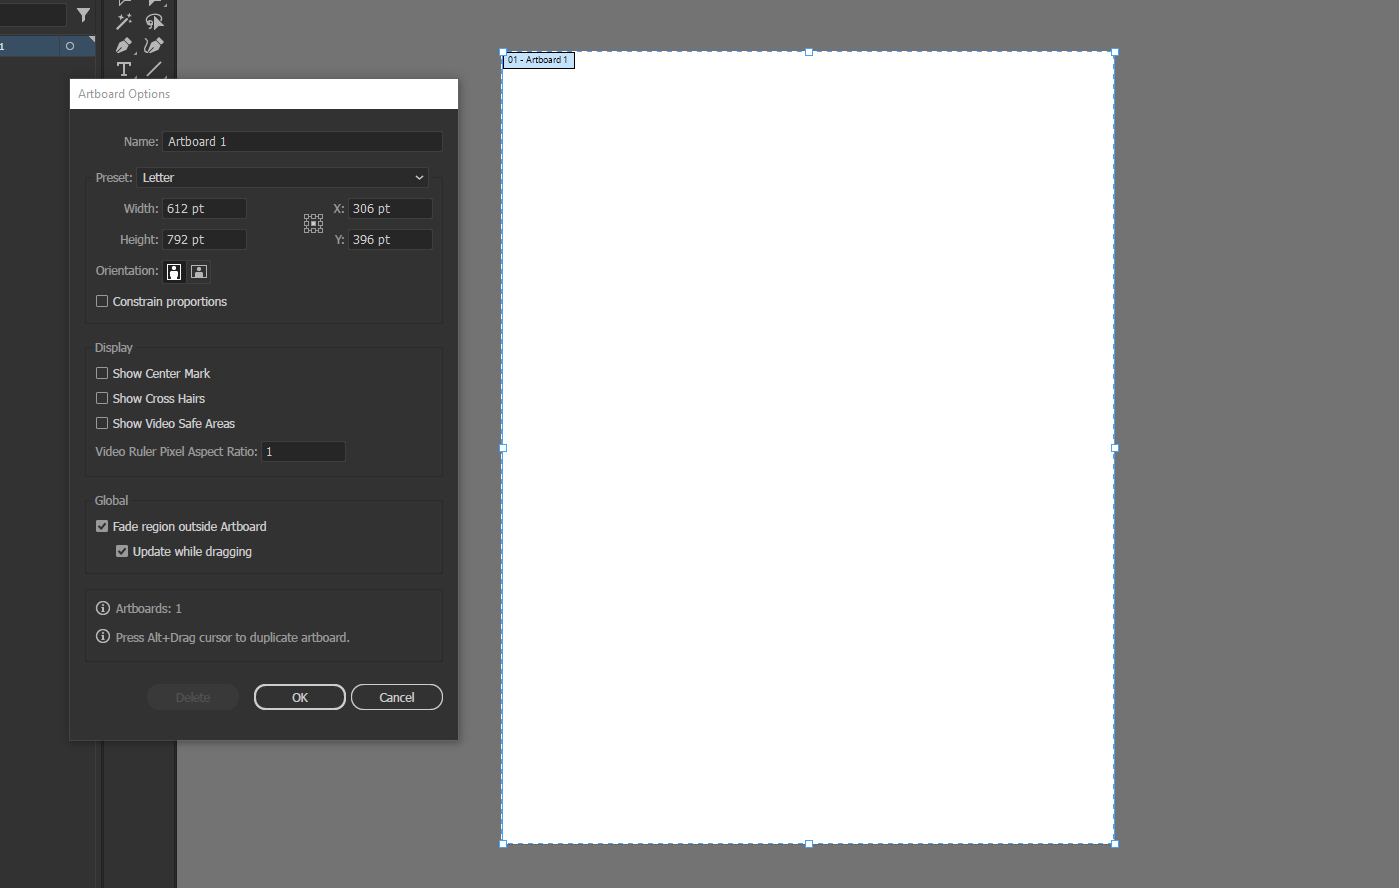 1
01 - Artboard 1
Artboard Options
Name: Artboard 1
Preset: Letter
Width: 612 pt X: 306 pt
Height: 792 pt Y: 396 pt
Orientation:
Constrain proportions
Display
Show Center Mark
Show Cross Hairs
Show Video Safe Areas
Video Ruler Pixel Aspect Ratio: 1
Global
Fade region outside Artboard
Update while dragging
Artboards: 1
Press Alt+Drag cursor to duplicate artboard.
Delete OK Cancel